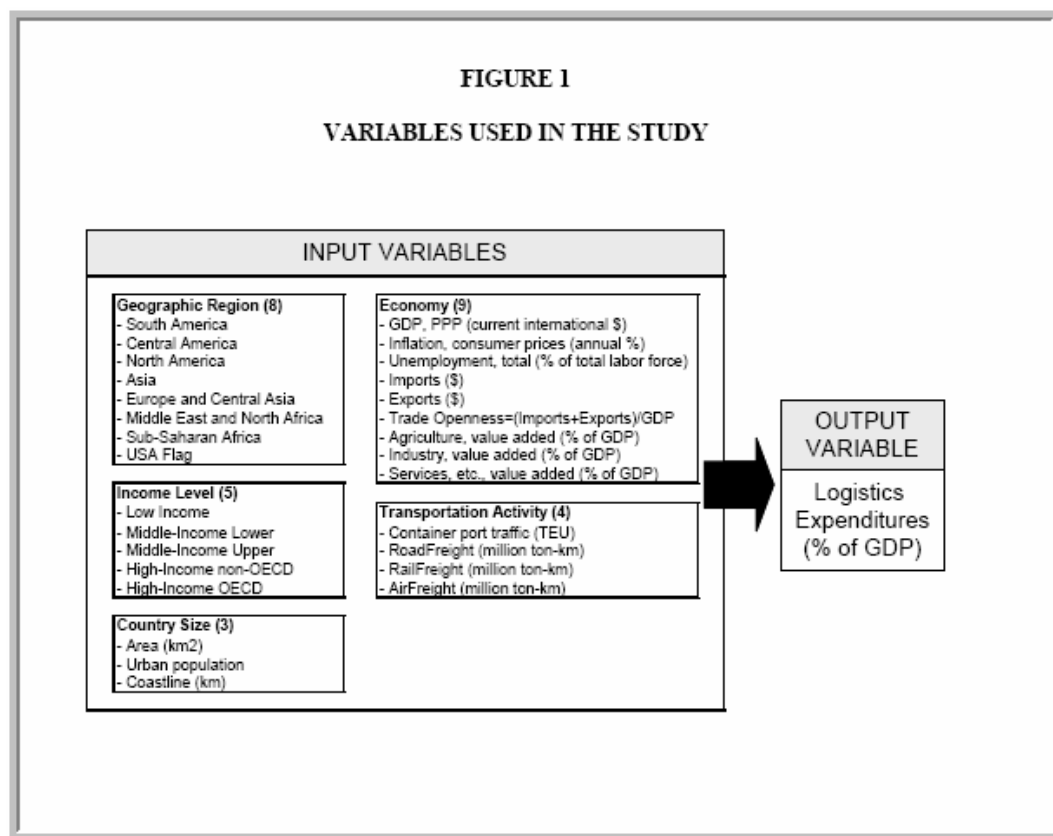 FIGURE 1
VARIABLES USED IN THE STUDY
INPUT VARIABLES
Geographic Region (8)
- South America
- Central America
- North America
- Asia
- Europe and Central Asia
- Middle East and North Africa
- Sub-Saharan Africa
- USA Flag
Income Level (5)
- Low Income
- Middle-Income Lower
- Middle-Income Upper
- High-Income non-OECD
- High-Income OECD
Country Size (3)
- Area (km2)
- Urban population
- Coastline (km)
Economy (9)
- GDP, PPP (current international $)
- Inflation, consumer prices (annual %)
- Unemployment, total (% of total labor force)
- Imports ($)
- Exports ($)
- Trade Openness=(Imports+Exports)/GDP
- Agriculture, value added (% of GDP)
- Industry, value added (% of GDP)
- Services, etc., value added (% of GDP)
Transportation Activity (4)
- Container port traffic (TEU)
- RoadFreight (million ton-km)
- RailFreight (million ton-km)
- AirFreight (million ton-km)
OUTPUT
VARIABLE
Logistics
Expenditures
(% of GDP)